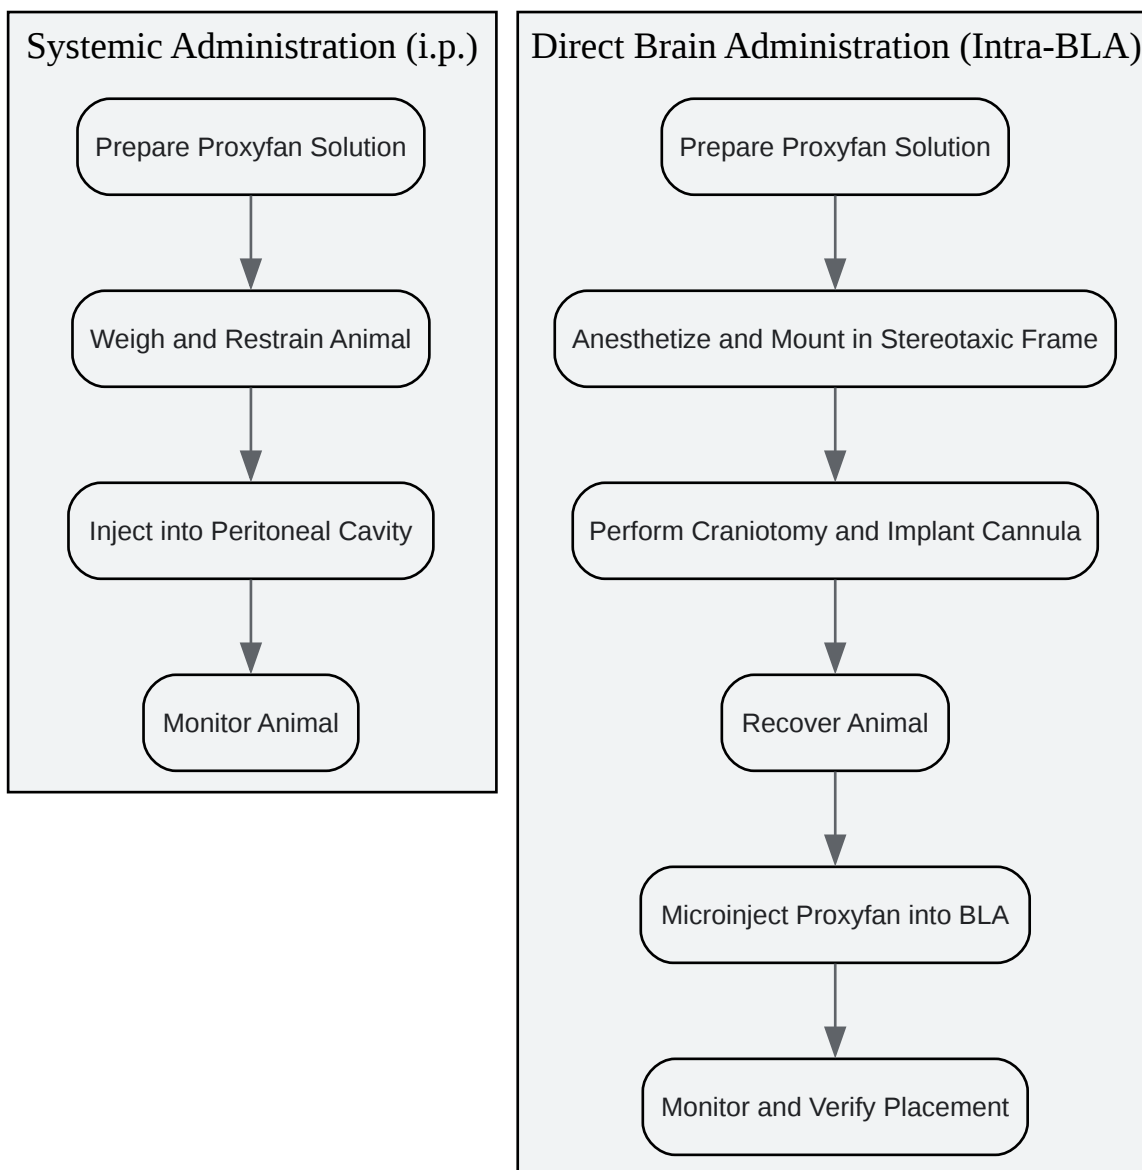 Systemic Administration (i.p.)
Prepare Proxyfan Solution
Weigh and Restrain Animal
Inject into Peritoneal Cavity
Monitor Animal
Direct Brain Administration (Intra-BLA)
Prepare Proxyfan Solution
Anesthetize and Mount in Stereotaxic Frame
Perform Craniotomy and Implant Cannula
Recover Animal
Microinject Proxyfan into BLA
Monitor and Verify Placement